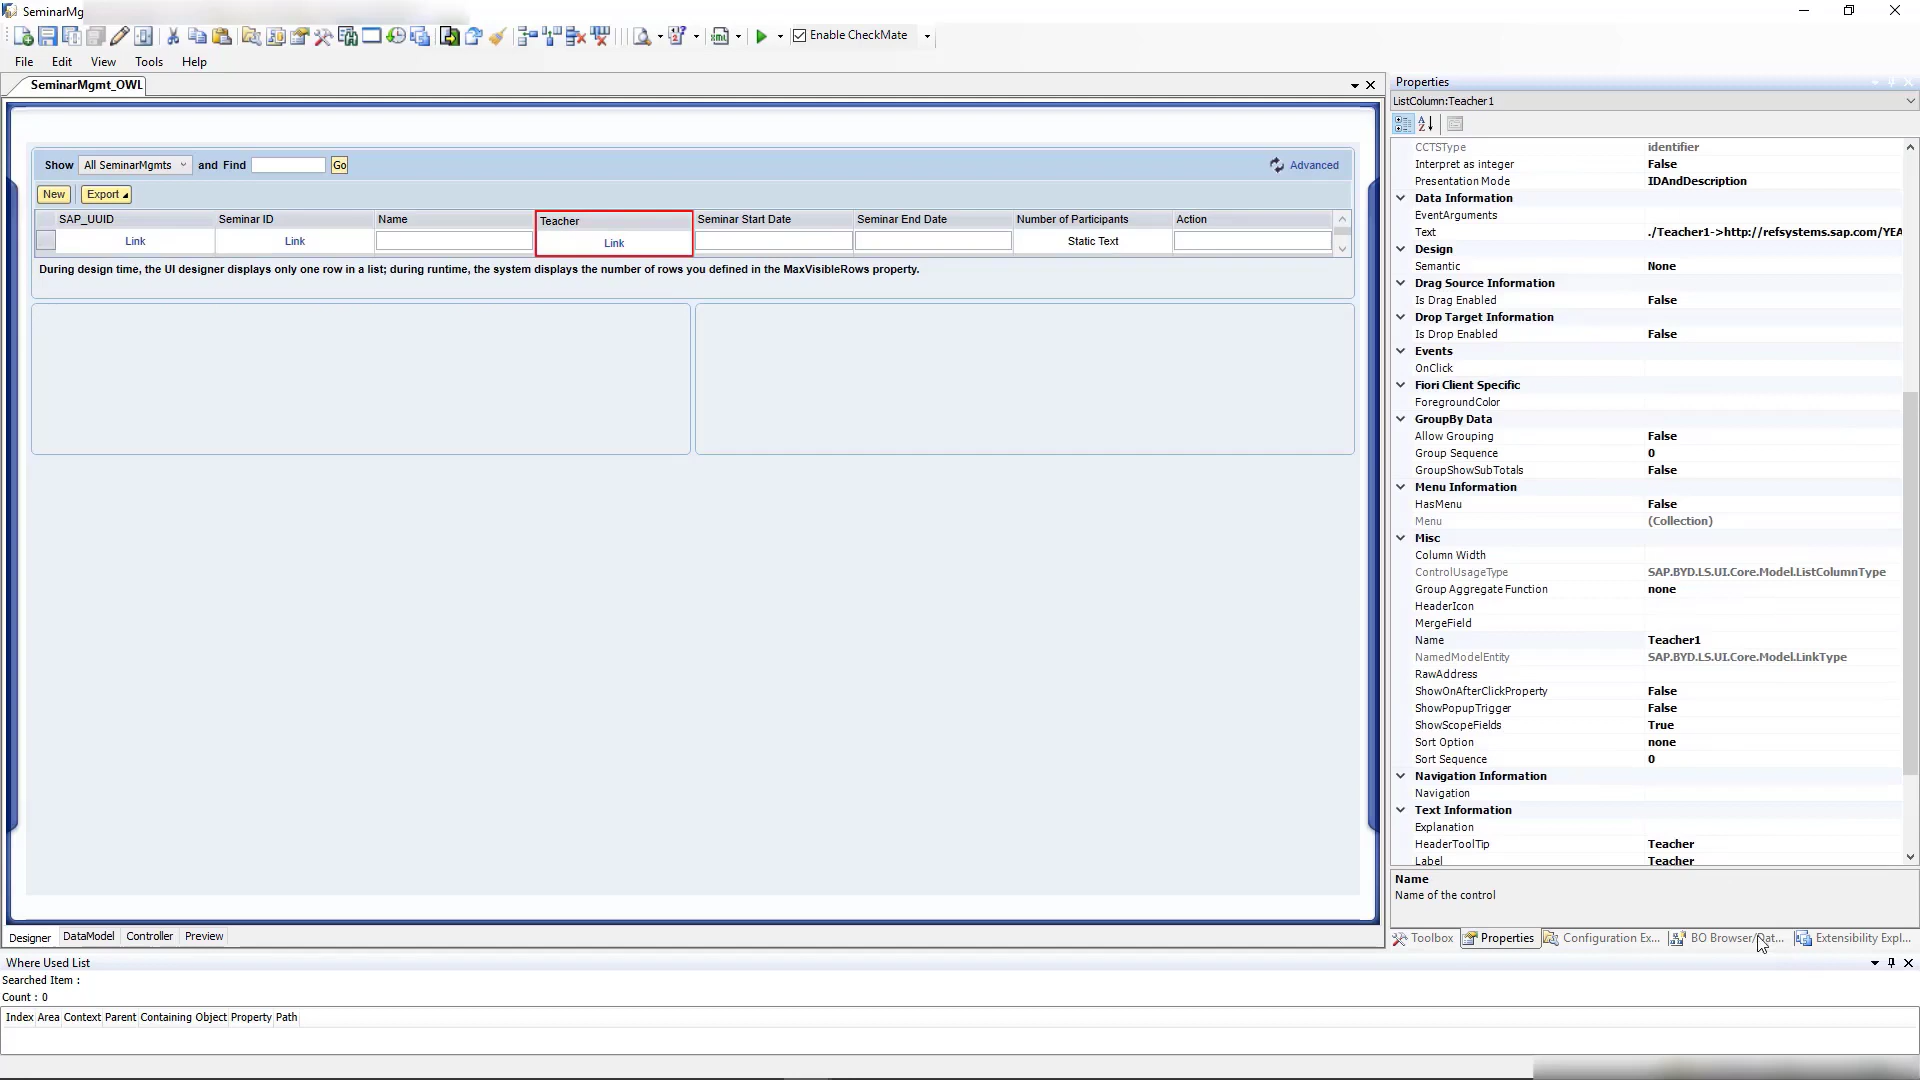 SeminarMg
Enable CheckMate
File Edit View Tools Help
SeminarMgmt_OWL
Show All SeminarMgmts and Find Go Advanced
New Export
SAP_UUID Seminar ID Name Teacher Seminar Start Date Seminar End Date Number of Participants Action
Link Link Link Static Text
During design time, the UI designer displays only one row in a list; during runtime, the system displays the number of rows you defined in the MaxVisibleRows property.
Designer DataModel Controller Preview
Properties
ListColumn:Teacher1
CCTSType identifier
Interpret as integer False
Presentation Mode IDAndDescription
Data Information
EventArguments
Text ./Teacher1->http://refsystems.sap.com/YEA
Design
Semantic None
Drag Source Information
Is Drag Enabled False
Drop Target Information
Is Drop Enabled False
Events
OnClick
Fiori Client Specific
ForegroundColor
GroupBy Data
Allow Grouping False
Group Sequence 0
GroupShowSubTotals False
Menu Information
HasMenu False
Menu (Collection)
Misc
Column Width
ControlUsageType SAP.BYD.LS.UI.Core.Model.ListColumnType
Group Aggregate Function none
HeaderIcon
MergeField
Name Teacher1
NamedModelEntity SAP.BYD.LS.UI.Core.Model.LinkType
RawAddress
ShowOnAfterClickProperty False
ShowPopupTrigger False
ShowScopeFields True
Sort Option none
Sort Sequence 0
Navigation Information
Navigation
Text Information
Explanation
HeaderToolTip Teacher
Label Teacher
Name
Name of the control
Toolbox Properties Configuration Ex... BO Browser/Dat... Extensibility Expl...
Where Used List
Searched Item :
Count : 0
Index Area Context Parent Containing Object Property Path